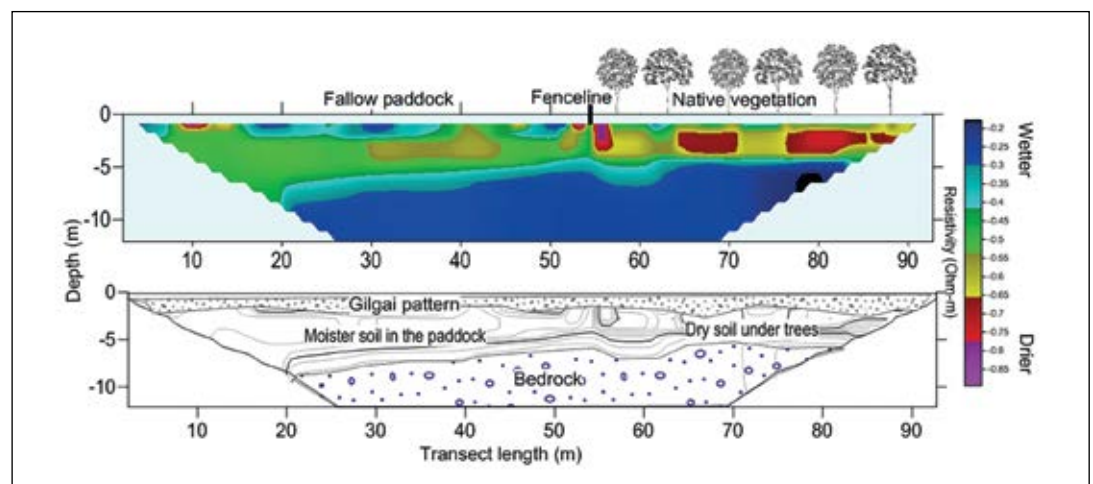 Fallow paddock Fenceline Native vegetation
0
-5
-10
10 20 30 40 50 60 70 80 90
Depth (m)
Wetter
Drier
Resistivity (Ohm-m)
-0.2
-0.25
-0.3
-0.35
-0.4
-0.45
-0.5
-0.55
-0.6
-0.65
-0.7
-0.75
-0.8
-0.85
0
-5
-10
Gilgai pattern
Moister soil in the paddock Dry soil under trees
Bedrock
10 20 30 40 50 60 70 80 90
Transect length (m)